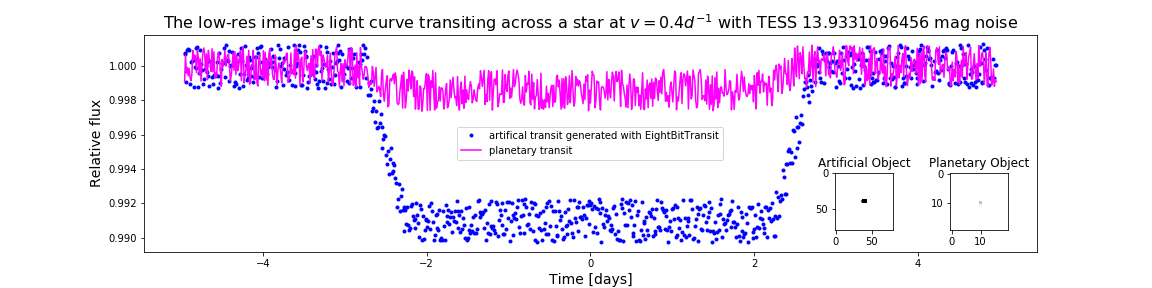 The low-res image's light curve transiting across a star at v = 0.4d⁻¹ with TESS 13.9331096456 mag noise
Relative flux
1.000
0.998
0.996
0.994
0.992
0.990
artifical transit generated with EightBitTransit
planetary transit
Artificial Object
0
50
0 50
Planetary Object
0
10
0 10
−4 −2 0 2 4
Time [days]